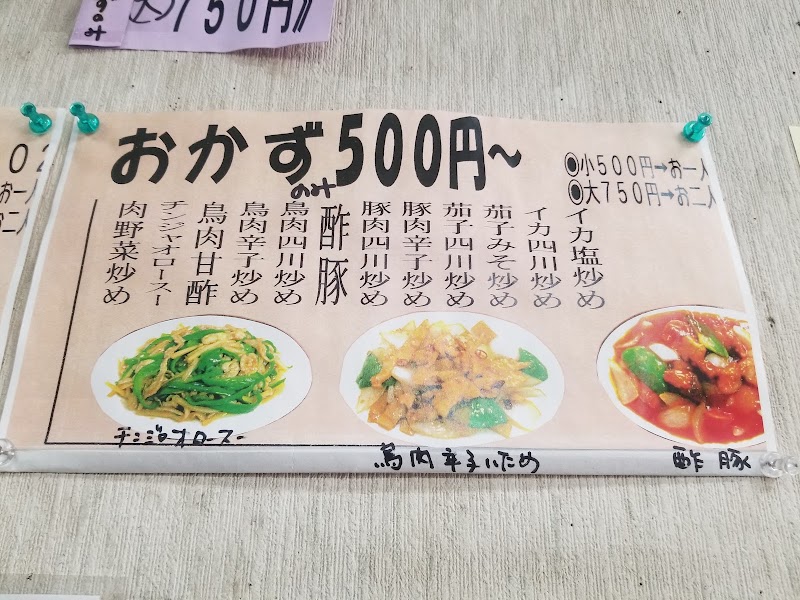 のみ
750円
おかず500円~
のみ
◉小500円→お一人
◉大750円→お二人
イカ塩炒め
イカ四川炒め
茄子みそ炒め
茄子四川炒め
豚肉辛子炒め
豚肉四川炒め
酢豚
鳥肉四川炒め
鳥肉辛子炒め
鳥肉甘酢
チンジャオロースー
肉野菜炒め
チンジャオロースー
鳥肉辛子いため
酢豚